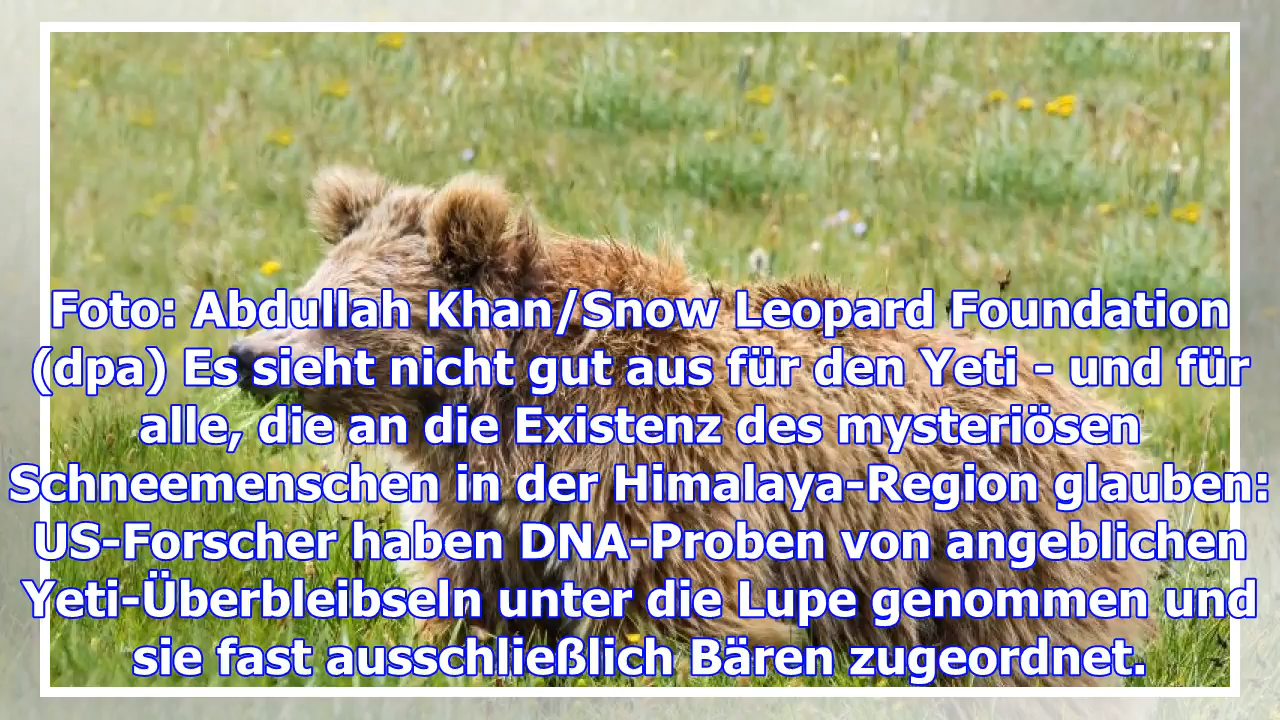 Foto: Abdullah Khan/Snow Leopard Foundation
(dpa) Es sieht nicht gut aus für den Yeti - und für
alle, die an die Existenz des mysteriösen
Schneemenschen in der Himalaya-Region glauben:
US-Forscher haben DNA-Proben von angeblichen
Yeti-Überbleibseln unter die Lupe genommen und
sie fast ausschließlich Bären zugeordnet.